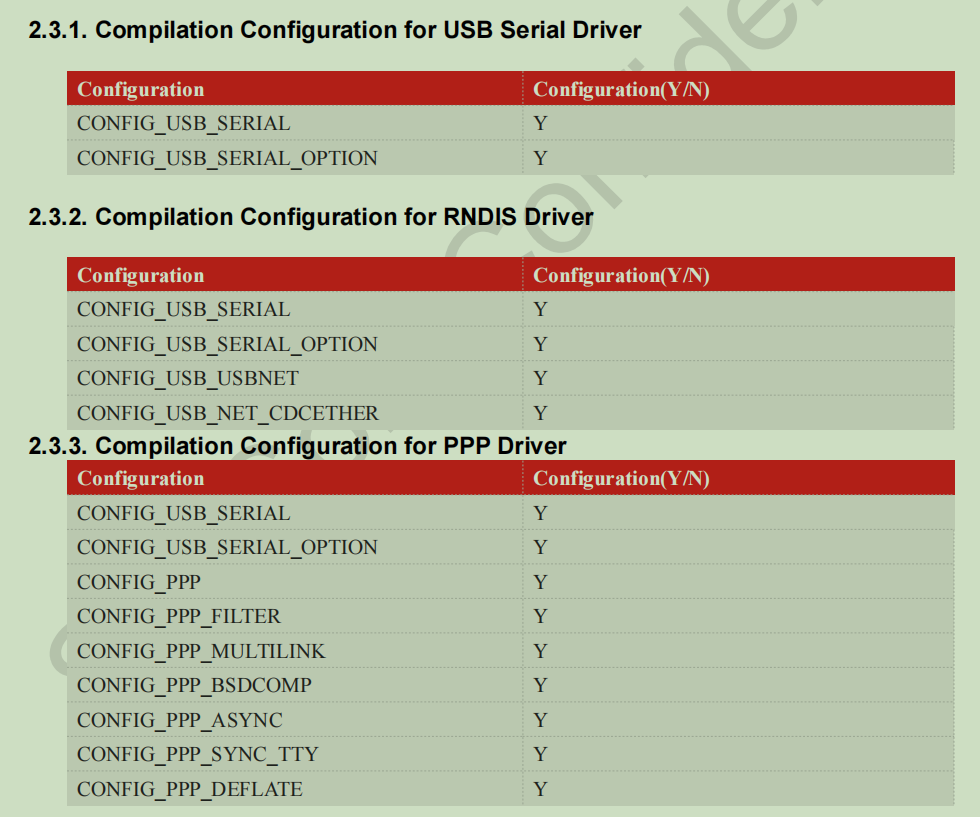 2.3.1. Compilation Configuration for USB Serial Driver
Configuration Configuration(Y/N)
CONFIG_USB_SERIAL Y
CONFIG_USB_SERIAL_OPTION Y
2.3.2. Compilation Configuration for RNDIS Driver
Configuration Configuration(Y/N)
CONFIG_USB_SERIAL Y
CONFIG_USB_SERIAL_OPTION Y
CONFIG_USB_USBNET Y
CONFIG_USB_NET_CDCETHER Y
2.3.3. Compilation Configuration for PPP Driver
Configuration Configuration(Y/N)
CONFIG_USB_SERIAL Y
CONFIG_USB_SERIAL_OPTION Y
CONFIG_PPP Y
CONFIG_PPP_FILTER Y
CONFIG_PPP_MULTILINK Y
CONFIG_PPP_BSDCOMP Y
CONFIG_PPP_ASYNC Y
CONFIG_PPP_SYNC_TTY Y
CONFIG_PPP_DEFLATE Y